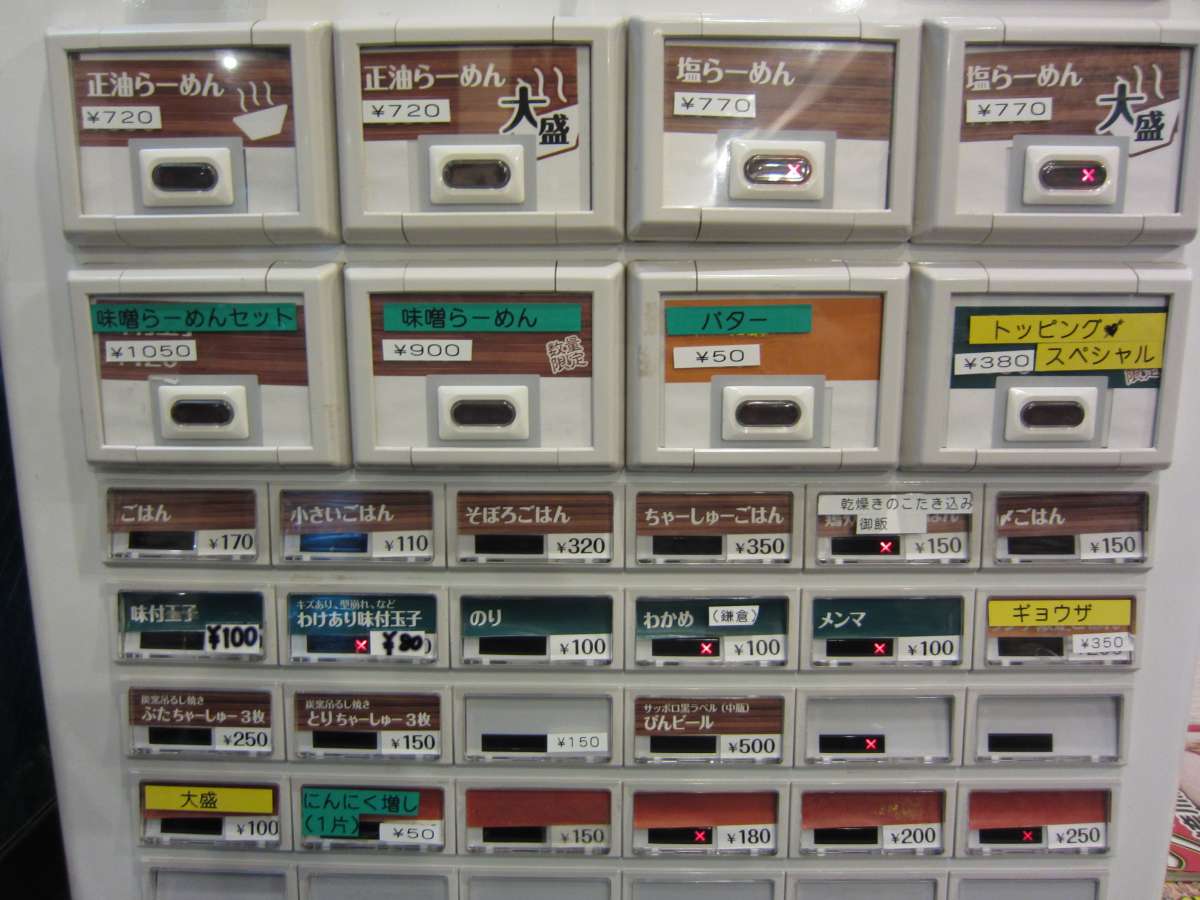 正油らーめん
¥720
正油らーめん
¥720
大盛
塩らーめん
¥770
塩らーめん
¥770
大盛
味噌らーめんセット
¥1050
味噌らーめん
¥900
数量
限定
バター
¥50
トッピング
¥380
スペシャル
ごはん
¥170
小さいごはん
¥110
そぼろごはん
¥320
ちゃーしゅーごはん
¥350
乾燥きのこたき込み
御飯
¥150
〆ごはん
¥150
味付玉子
¥100
キズあり、型崩れ、など
わけあり味付玉子
¥80
のり
¥100
わかめ (鎌倉)
¥100
メンマ
¥100
ギョウザ
¥350
炭窯吊るし焼き
ぶたちゃーしゅー3枚
¥250
炭窯吊るし焼き
とりちゃーしゅー3枚
¥150
¥150
サッポロ黒ラベル(中瓶)
びんビール
¥500
大盛
¥100
にんにく増し
(1片)
¥50
¥150
¥180
¥200
¥250